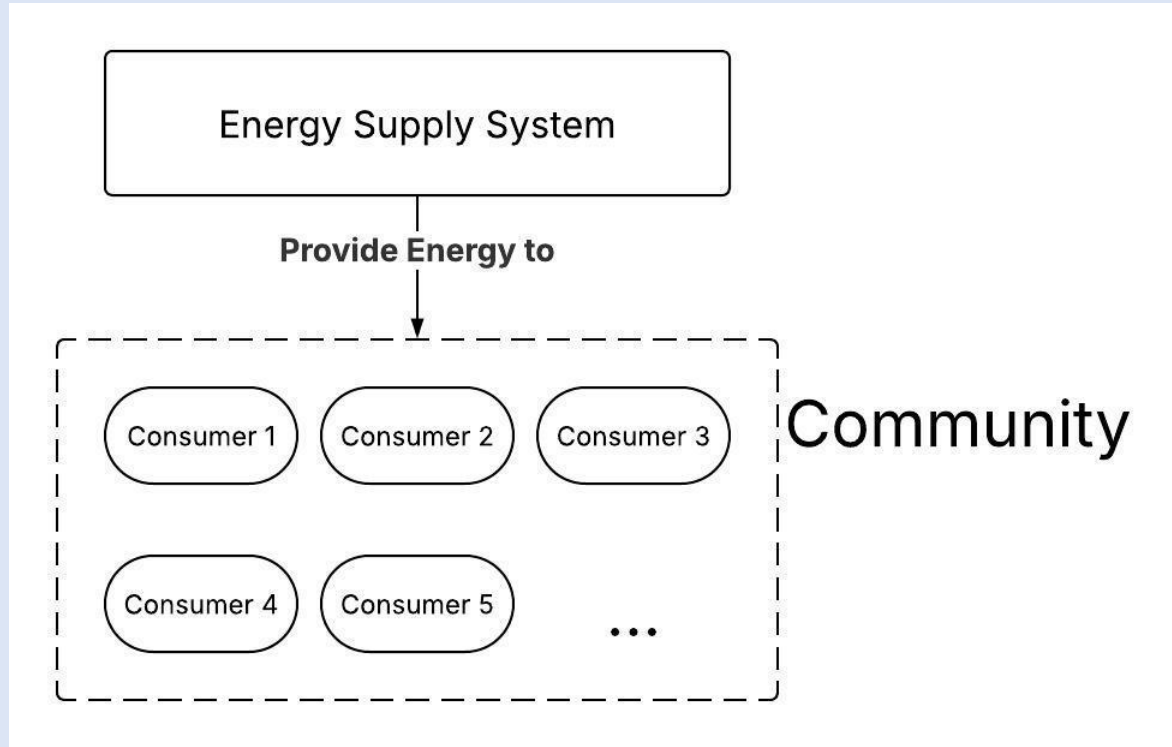 Energy Supply System
Provide Energy to
Consumer 1
Consumer 2
Consumer 3
Community
Consumer 4
Consumer 5
...